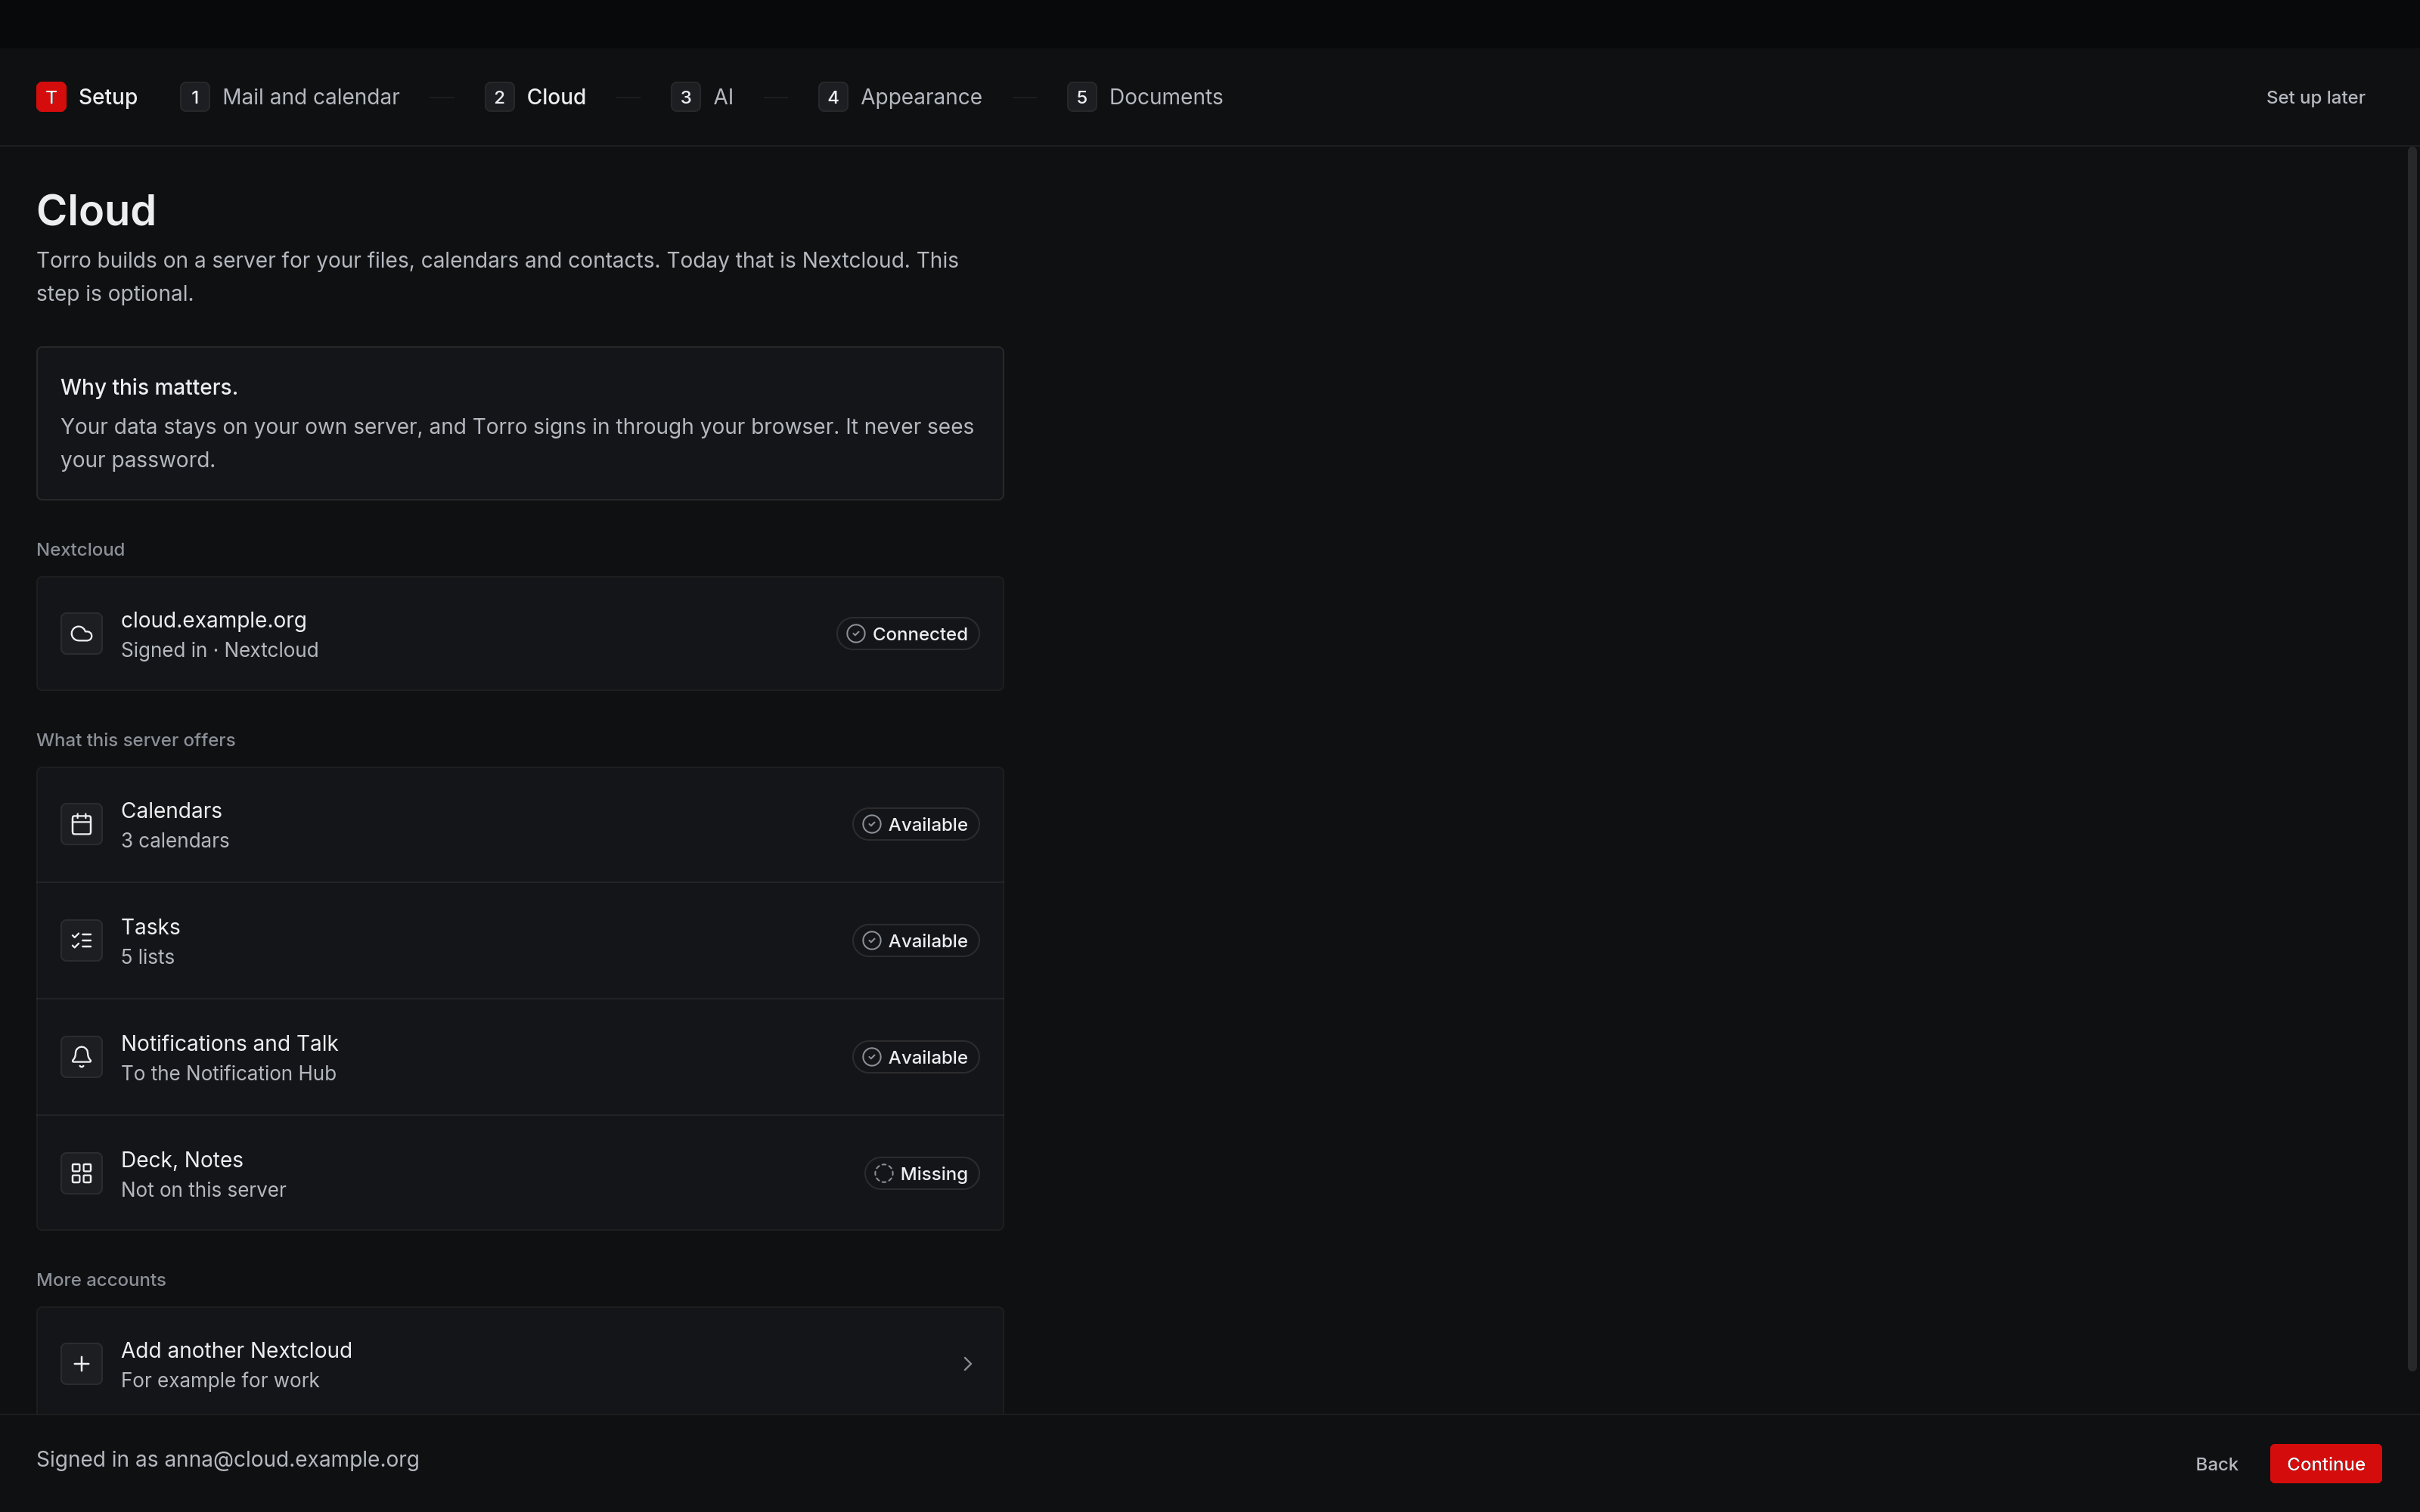 T Setup 1 Mail and calendar 2 Cloud 3 AI 4 Appearance 5 Documents Set up later
Cloud
Torro builds on a server for your files, calendars and contacts. Today that is Nextcloud. This
step is optional.
Why this matters.
Your data stays on your own server, and Torro signs in through your browser. It never sees
your password.
Nextcloud
cloud.example.org
Signed in · Nextcloud
Connected
What this server offers
Calendars
3 calendars
Available
Tasks
5 lists
Available
Notifications and Talk
To the Notification Hub
Available
Deck, Notes
Not on this server
Missing
More accounts
Add another Nextcloud
For example for work
Signed in as anna@cloud.example.org
Back Continue